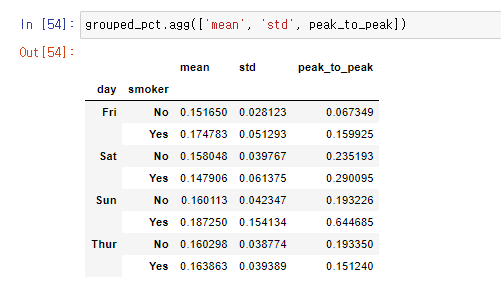 In [54]: grouped_pct.agg(['mean', 'std', peak_to_peak])
Out[54]:
mean std peak_to_peak
day smoker
Fri No 0.151650 0.028123 0.067349
Yes 0.174783 0.051293 0.159925
Sat No 0.158048 0.039767 0.235193
Yes 0.147906 0.061375 0.290095
Sun No 0.160113 0.042347 0.193226
Yes 0.187250 0.154134 0.644685
Thur No 0.160298 0.038774 0.193350
Yes 0.163863 0.039389 0.151240